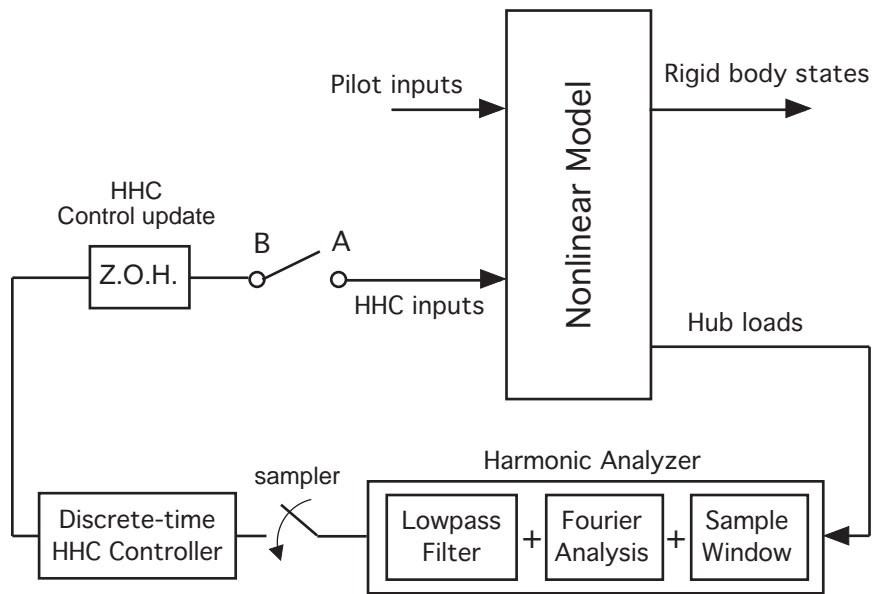 Pilot inputs
Rigid body states
Nonlinear Model
HHC
Control update
Z.O.H.
B
A
HHC inputs
Hub loads
Harmonic Analyzer
sampler
Discrete-time
HHC Controller
Lowpass
Filter
+
Fourier
Analysis
+
Sample
Window